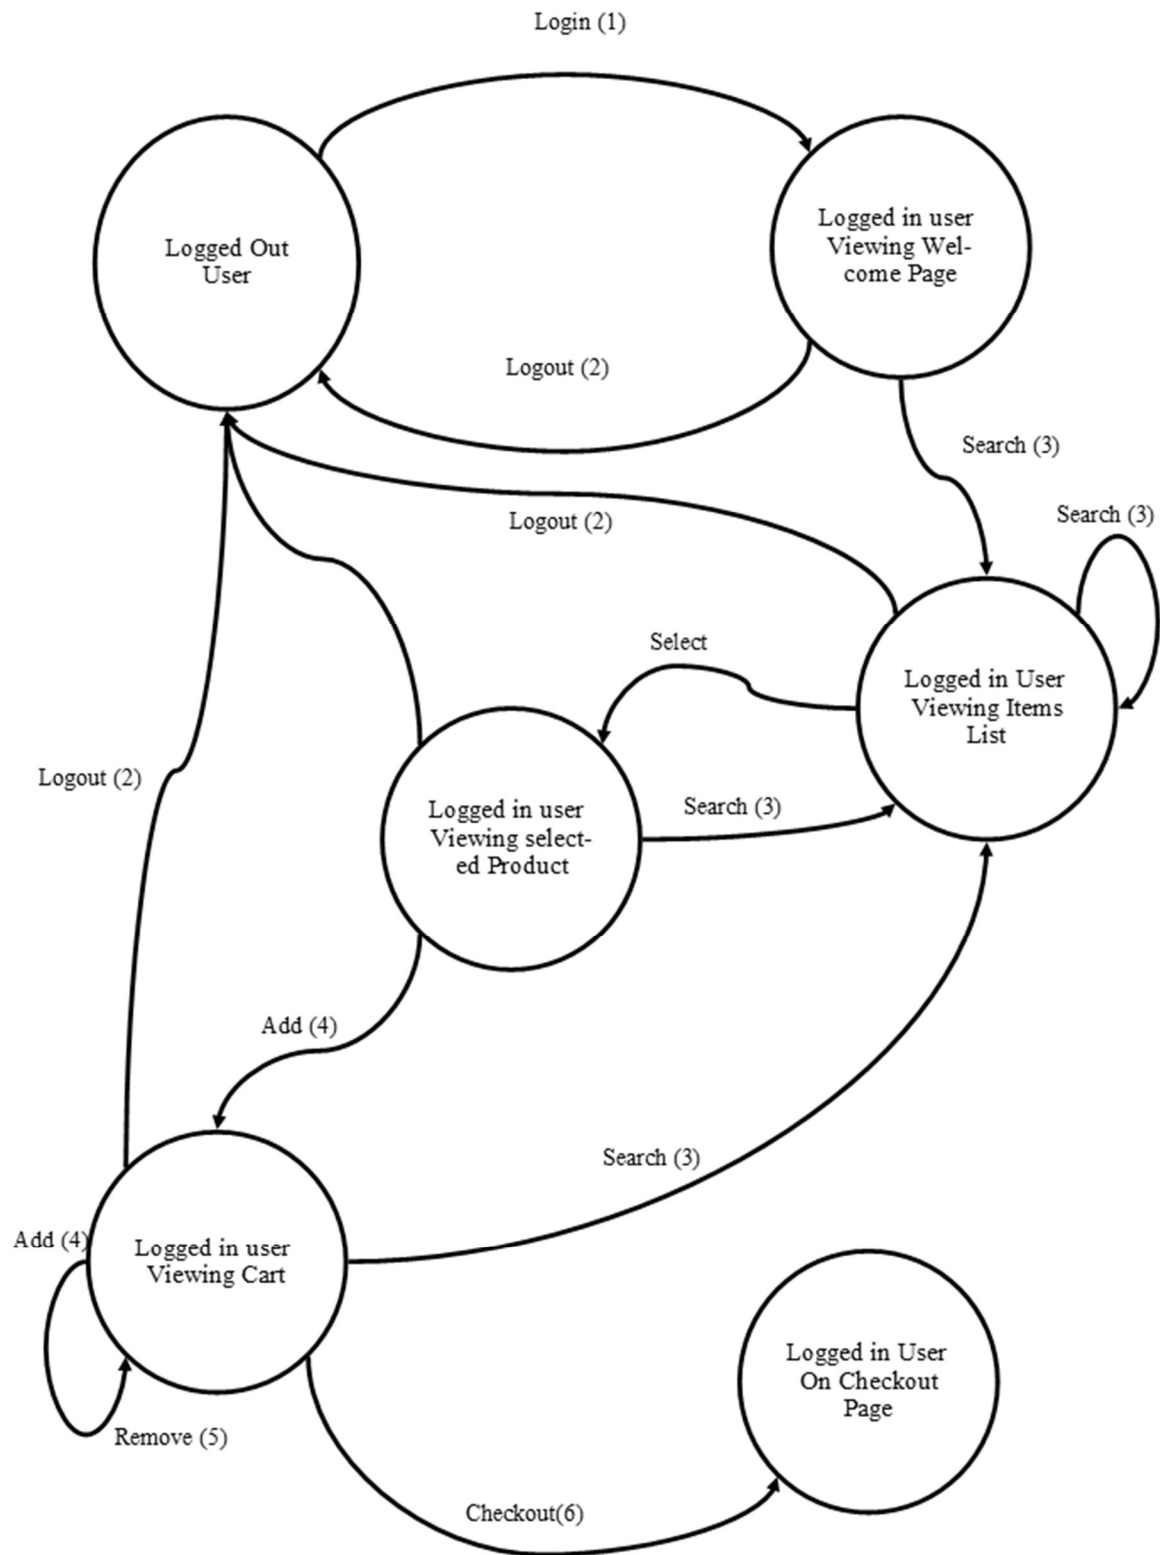 Login (1)
Logged Out
User
Logged in user
Viewing Wel-
come Page
Logout (2)
Search (3)
Logout (2)
Search (3)
Select
Logged in User
Viewing Items
List
Logout (2)
Logged in user
Viewing select-
ed Product
Search (3)
Add (4)
Search (3)
Add (4)
Logged in user
Viewing Cart
Remove (5)
Logged in User
On Checkout
Page
Checkout(6)